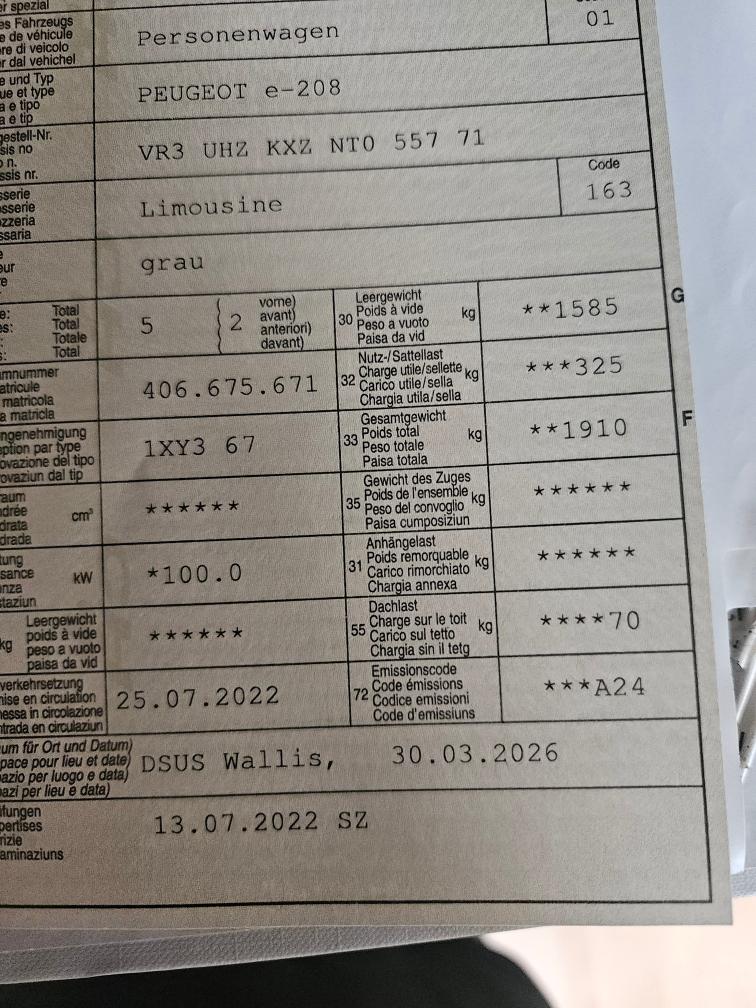 er spezial
es Fahrzeugs
e de véhicule
re di veicolo
r dal vehichel
Personenwagen
01
e und Typ
ue et type
a e tipo
a e tip
PEUGEOT e-208
gestell-Nr.
sis no
o n.
ssis nr.
VR3 UHZ KXZ NT0 557 71
sserie
osserie
ozzeria
ssaria
Limousine
Code
163
e
eur
re
grau
e: Total
es: Total
: Totale
s: Total
5
2
vorne)
avant)
anteriori)
davant)
30
Leergewicht
Poids à vide
Peso a vuoto
Paisa da vid
kg
**1585
G
mnummer
atricule
matricola
a matricla
406.675.671
32
Nutz-/Sattellast
Charge utile/sellette
Carico utile/sella
Chargia utila/sella
kg
***325
ngenehmigung
eption par type
ovazione del tipo
ovaziun dal tip
1XY3 67
33
Gesamtgewicht
Poids total
Peso totale
Paisa totala
kg
**1910
F
aum
ndrée
drata
drada
cm³
******
35
Gewicht des Zuges
Poids de l'ensemble
Peso del convoglio
Paisa cumposiziun
kg
******
tung
sance
nza
staziun
kW
*100.0
31
Anhängelast
Poids remorquable
Carico rimorchiato
Chargia annexa
kg
******
kg
Leergewicht
poids à vide
peso a vuoto
paisa da vid
******
55
Dachlast
Charge sur le toit
Carico sul tetto
Chargia sin il tetg
kg
****70
verkehrsetzung
mise en circulation
messa in circolazione
ntrada en circulaziun
25.07.2022
72
Emissionscode
Code émissions
Codice emissioni
Code d'emissiuns
***A24
um für Ort und Datum)
pace pour lieu et date)
pazio per luogo e data)
pazi per lieu e data)
DSUS Wallis, 30.03.2026
üfungen
pertises
rizie
aminaziuns
13.07.2022 SZ